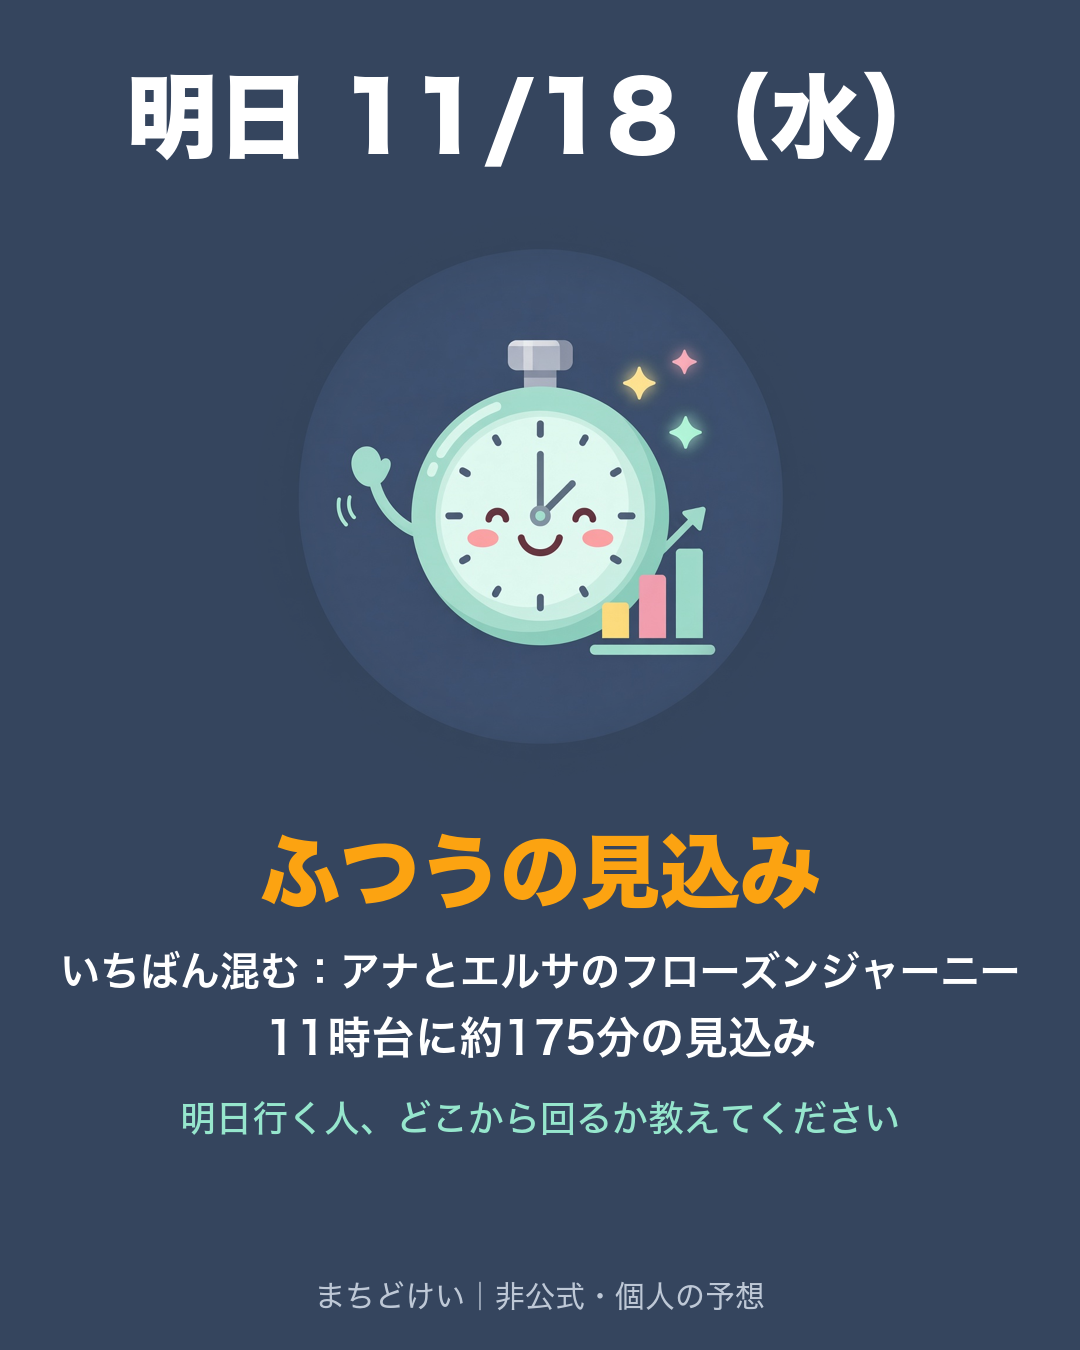 明日 11/18（水）
ふつうの見込み
いちばん混む：アナとエルサのフローズンジャーニー
11時台に約175分の見込み
明日行く人、どこから回るか教えてください
まちどけい｜非公式・個人の予想